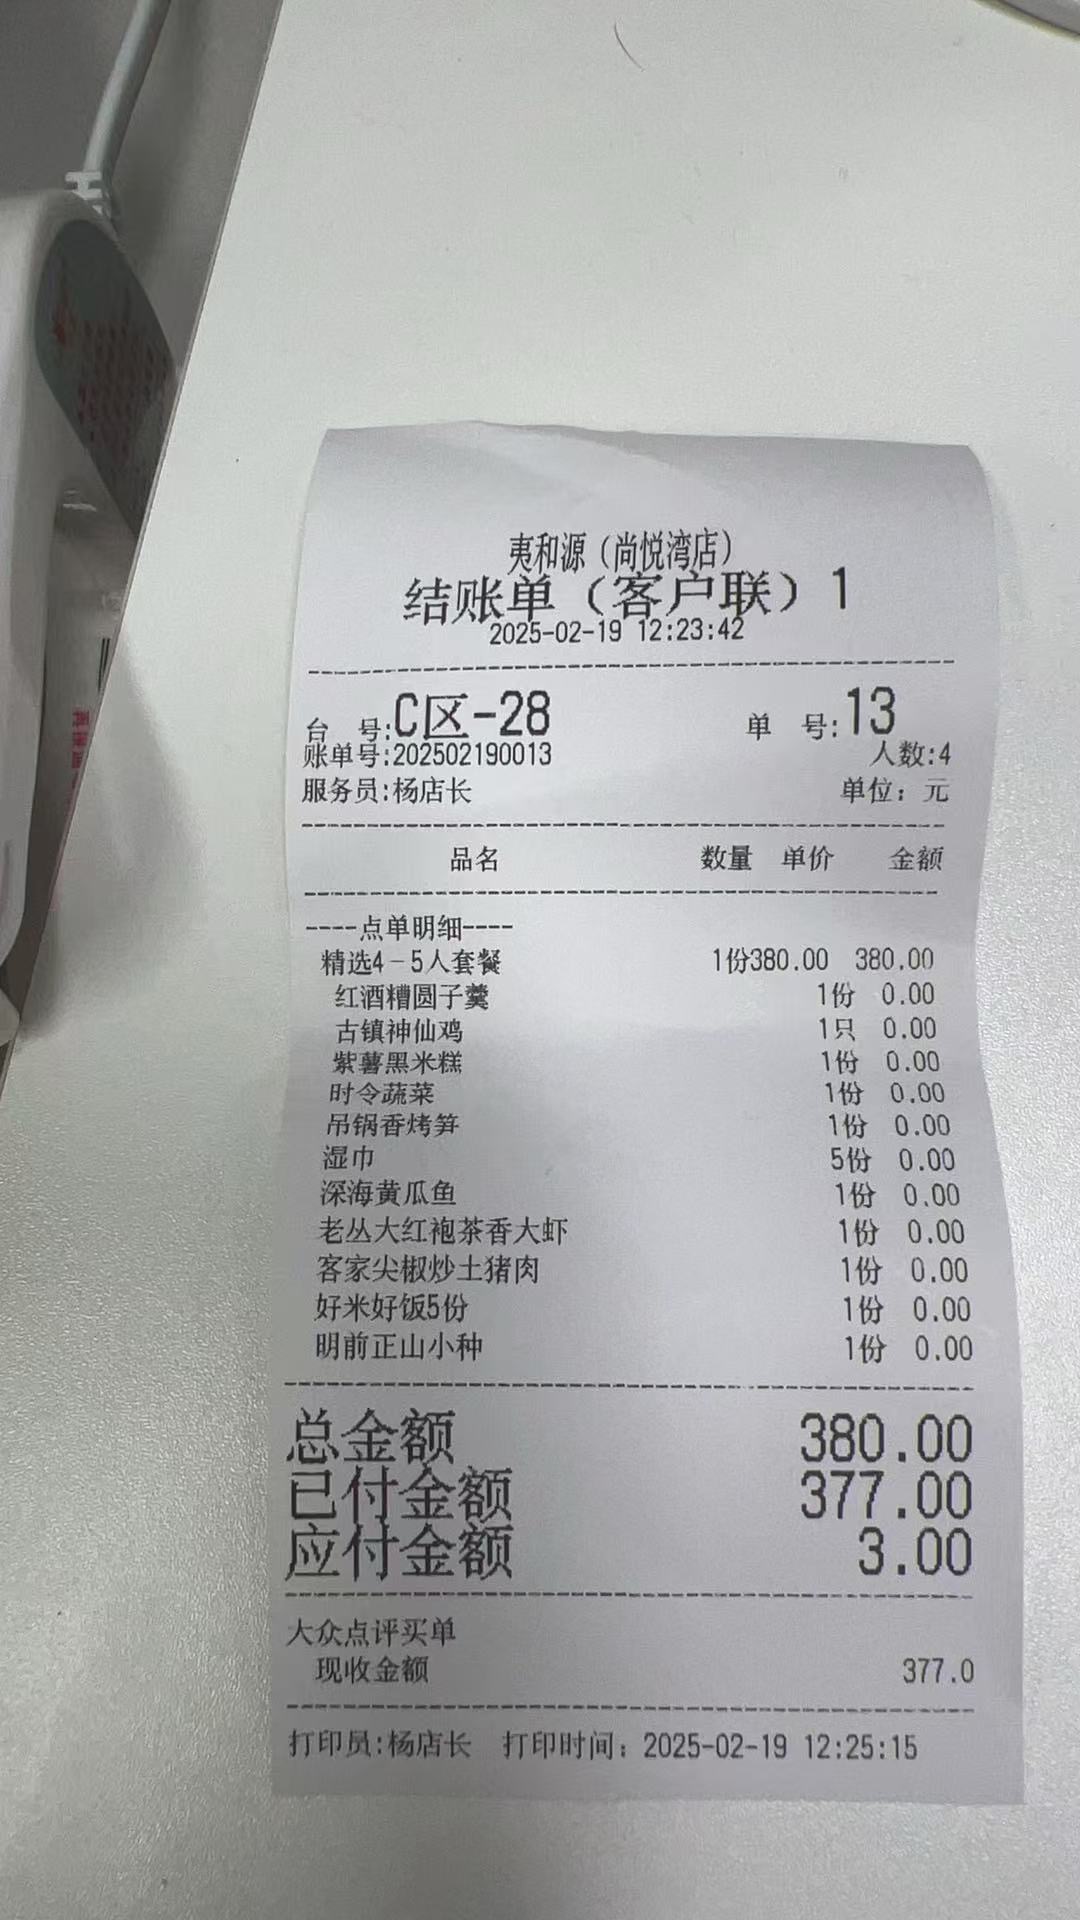 夷和源（尚悦湾店）
结账单（客户联）1
2025-02-19 12:23:42
台 号:C区-28 单 号:13
账单号:202502190013 人数:4
服务员:杨店长 单位：元
品名 数量 单价 金额
----点单明细----
精选4-5人套餐 1份380.00 380.00
红酒糟圆子羹 1份 0.00
古镇神仙鸡 1只 0.00
紫薯黑米糕 1份 0.00
时令蔬菜 1份 0.00
吊锅香烤笋 1份 0.00
湿巾 5份 0.00
深海黄瓜鱼 1份 0.00
老丛大红袍茶香大虾 1份 0.00
客家尖椒炒土猪肉 1份 0.00
好米好饭5份 1份 0.00
明前正山小种 1份 0.00
总金额 380.00
已付金额 377.00
应付金额 3.00
大众点评买单
现收金额 377.0
打印员:杨店长 打印时间：2025-02-19 12:25:15